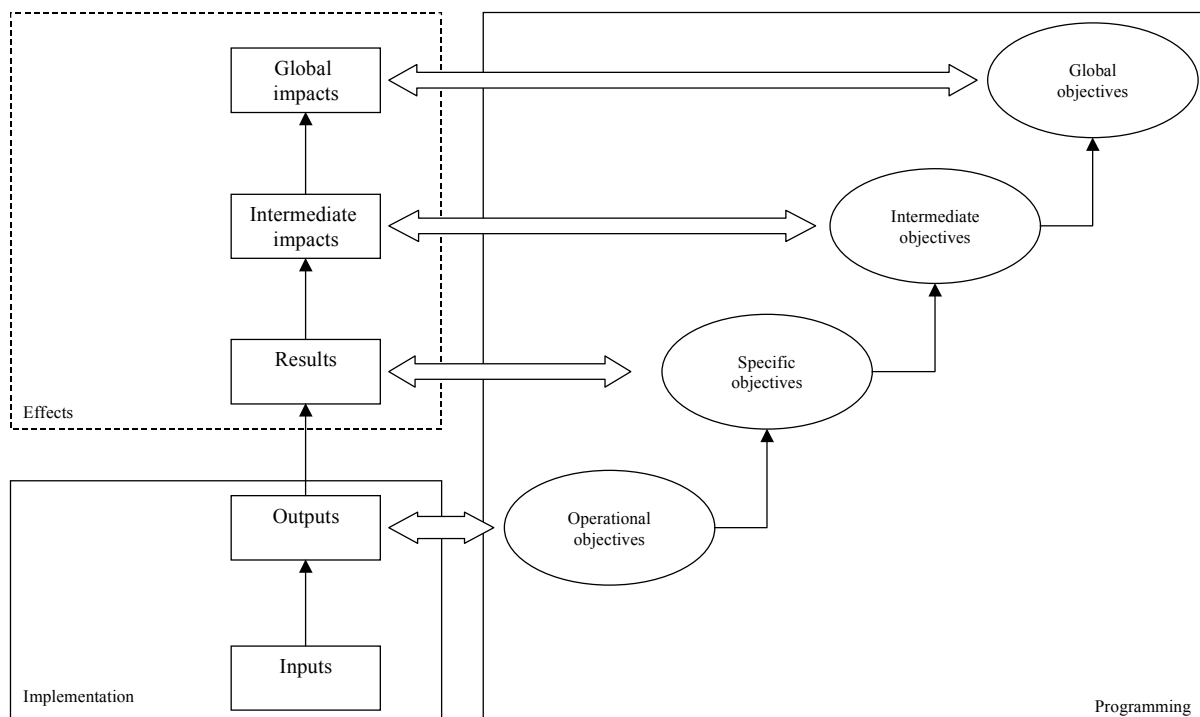 Global
impacts
Global
objectives
Intermediate
impacts
Intermediate
objectives
Results
Specific
objectives
Effects
Outputs
Operational
objectives
Inputs
Implementation
Programming